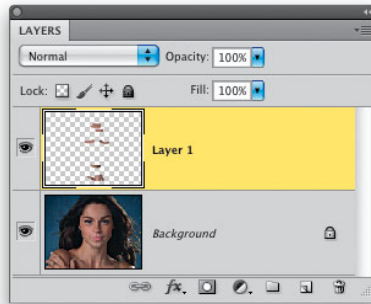 LAYERS
Normal Opacity: 100%
Lock: Fill: 100%
Layer 1
Background
fx